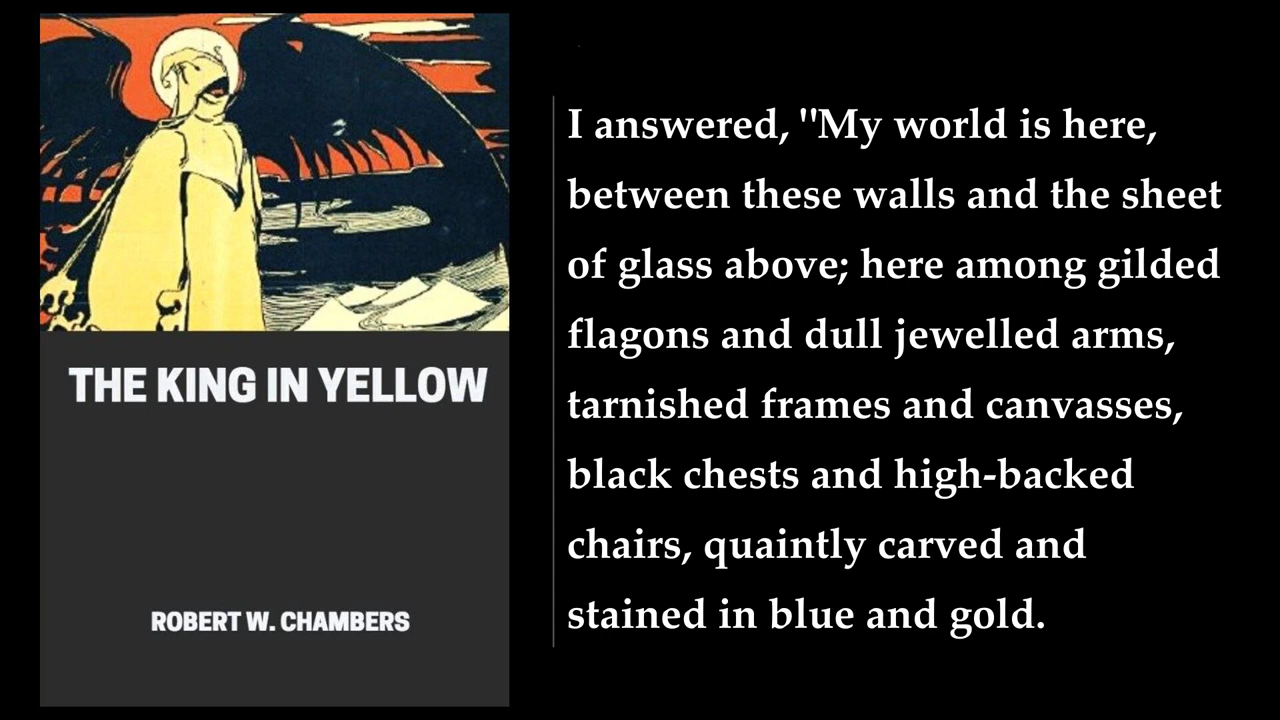 THE KING IN YELLOW
ROBERT W. CHAMBERS
I answered, "My world is here,
between these walls and the sheet
of glass above; here among gilded
flagons and dull jewelled arms,
tarnished frames and canvasses,
black chests and high-backed
chairs, quaintly carved and
stained in blue and gold.